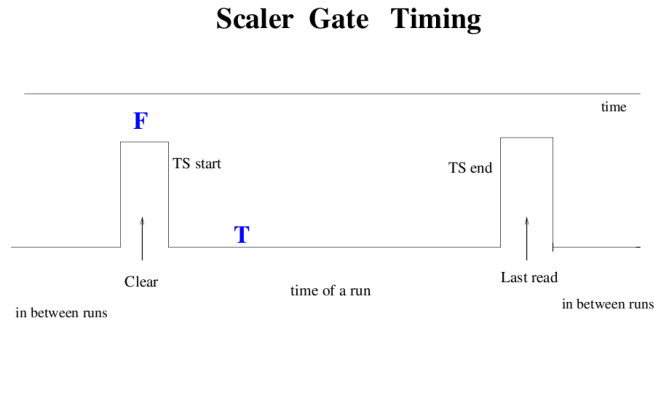 Scaler Gate Timing
time
F
TS start
TS end
T
Clear
Last read
time of a run
in between runs
in between runs